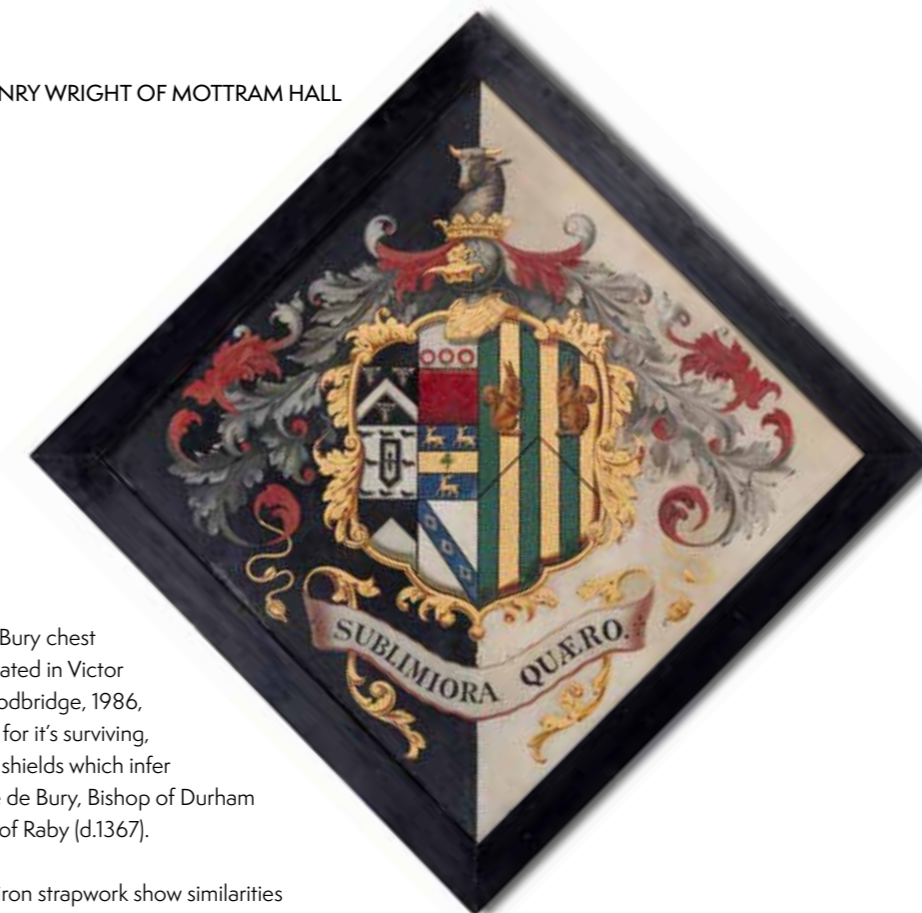 NRY WRIGHT OF MOTTRAM HALL
SUBLIMIORA QUÆRO.
Bury chest
ated in Victor
odbridge, 1986,
for it's surviving,
shields which infer
de Bury, Bishop of Durham
of Raby (d.1367).
iron strapwork show similarities